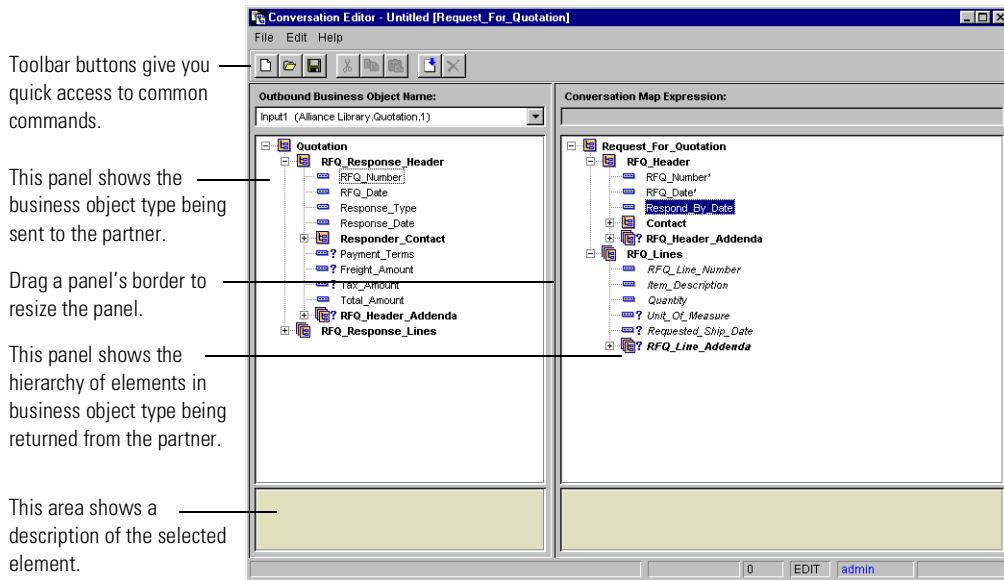 Conversation Editor - Untitled [Request_For_Quotation]
File Edit Help
Toolbar buttons give you
quick access to common
commands.
This panel shows the
business object type being
sent to the partner.
Drag a panel's border to
resize the panel.
This panel shows the
hierarchy of elements in
business object type being
returned from the partner.
This area shows a
description of the selected
element.
Outbound Business Object Name:
Input1 (Alliance Library.Quotation.1)
Quotation
RFQ_Response_Header
RFQ_Number
RFQ_Date
Response_Type
Response_Date
Responder_Contact
? Payment_Terms
? Freight_Amount
? Tax_Amount
Total_Amount
? RFQ_Header_Addenda
RFQ_Response_Lines
Conversation Map Expression:
Request_For_Quotation
RFQ_Header
RFQ_Number*
RFQ_Date*
Respond_By_Date
Contact
? RFQ_Header_Addenda
RFQ_Lines
RFQ_Line_Number
Item_Description
Quantity
? Unit_Of_Measure
? Requested_Ship_Date
? RFQ_Line_Addenda
0 EDIT admin